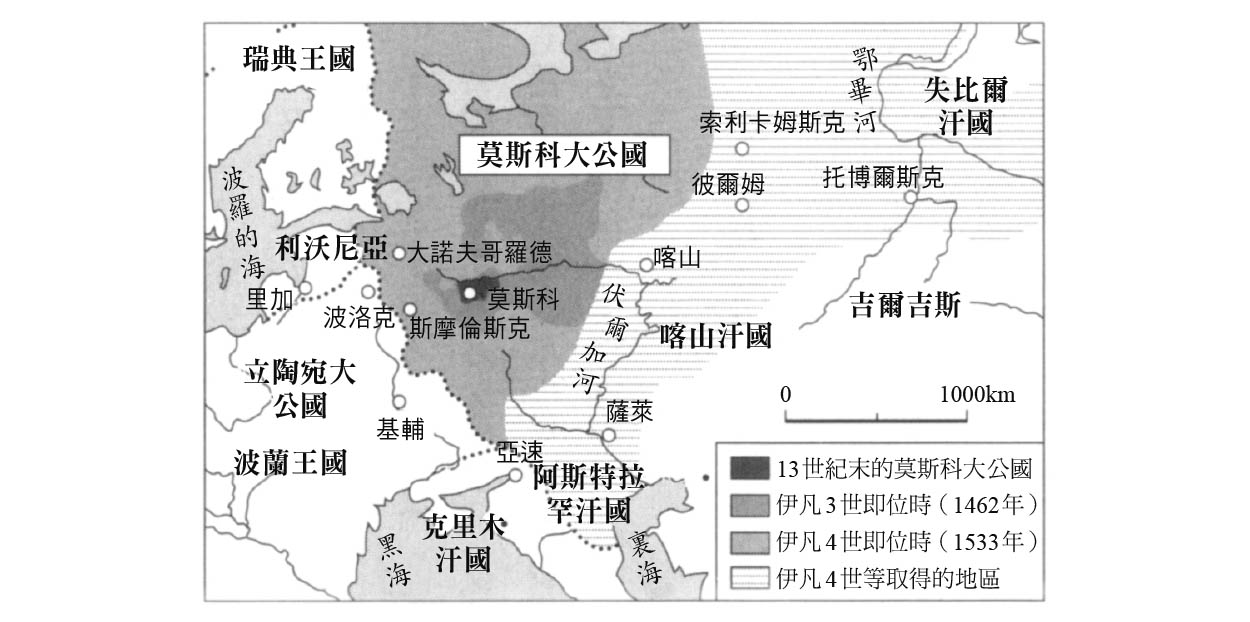 瑞典王國
鄂畢河
失比爾
汗國
索利卡姆斯克
莫斯科大公國
彼爾姆
托博爾斯克
波羅的海
利沃尼亞
大諾夫哥羅德
喀山
里加
莫斯科
伏爾加河
吉爾吉斯
波洛克
斯摩倫斯克
喀山汗國
立陶宛大
公國
0
1000km
薩萊
基輔
亞速
波蘭王國
阿斯特拉
罕汗國
克里木
汗國
黑海
裏海
13世紀末的莫斯科大公國
伊凡3世即位時（1462年）
伊凡4世即位時（1533年）
伊凡4世等取得的地區